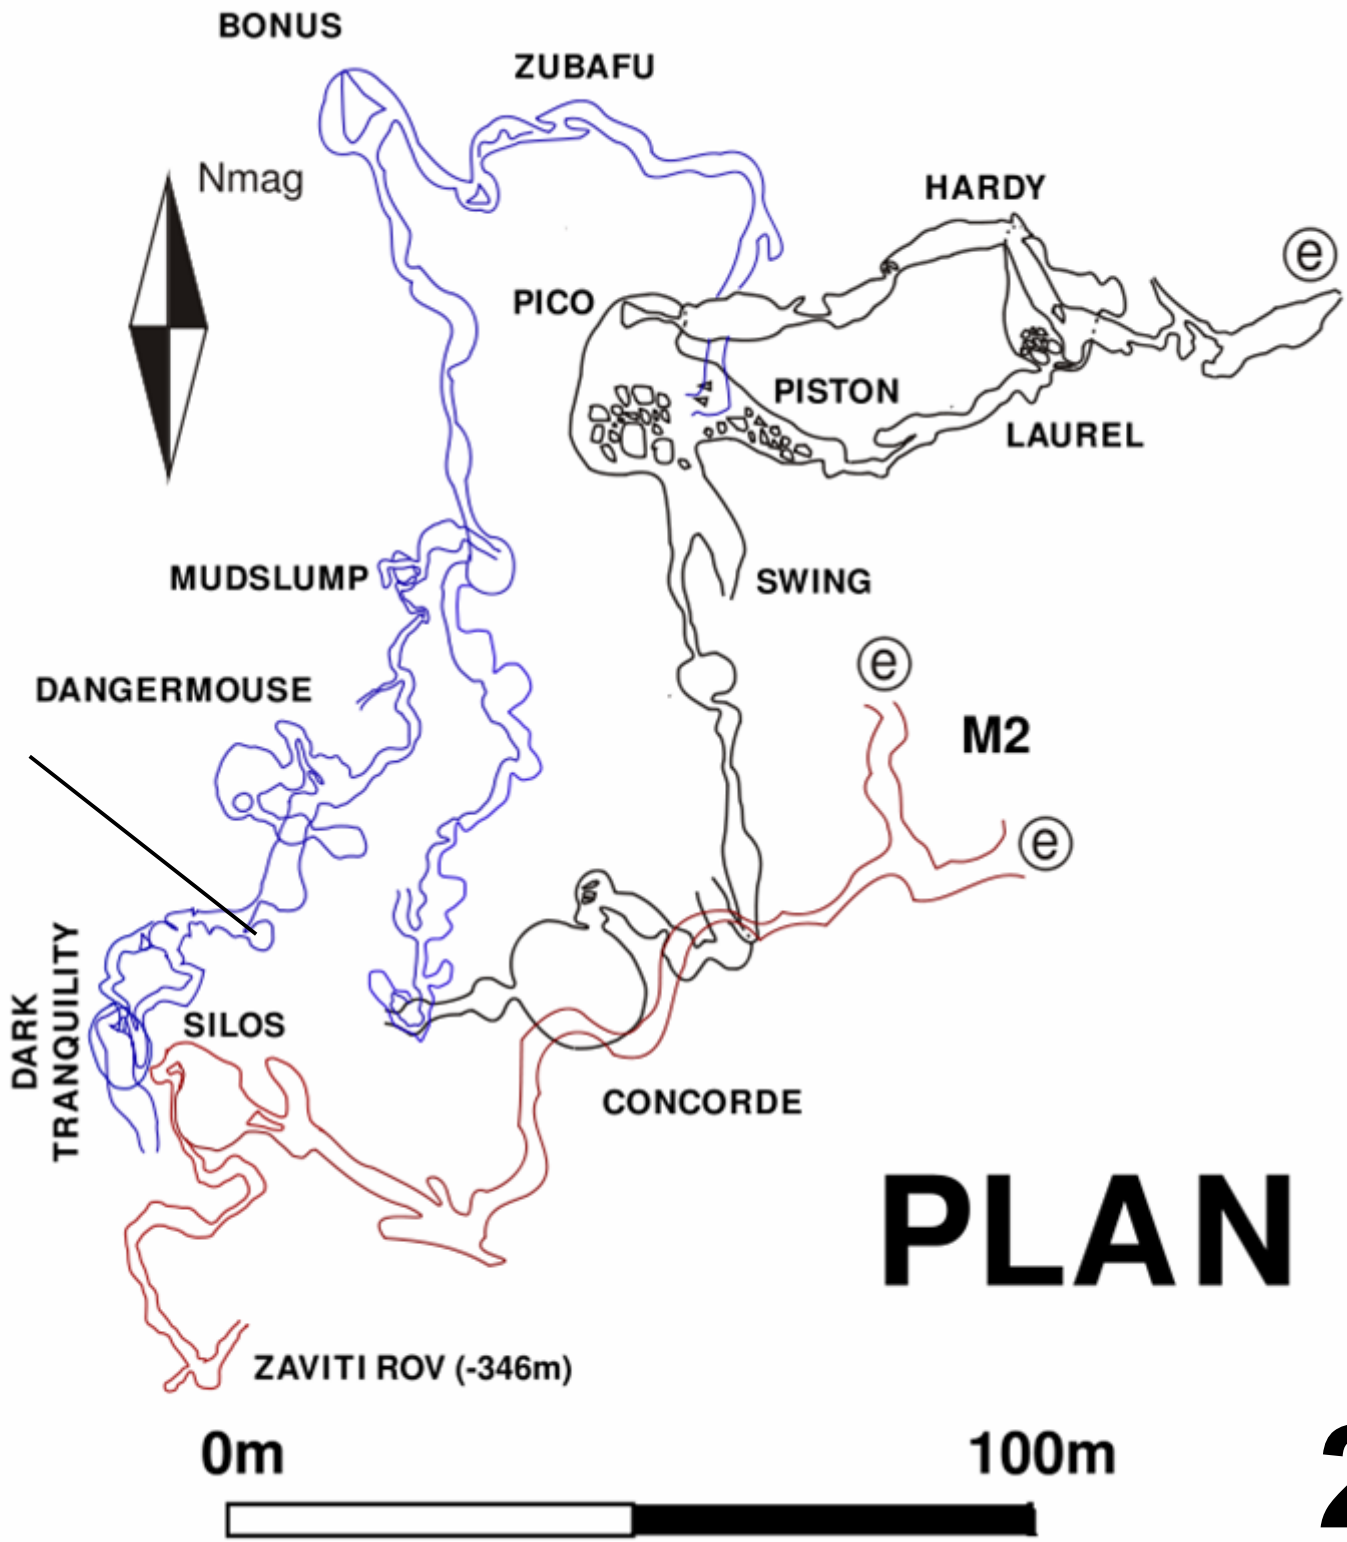 BONUS
ZUBAFU
Nmag
HARDY
e
PICO
PISTON
LAUREL
MUDSLUMP
SWING
e
DANGERMOUSE
M2
e
DARK
TRANQUILITY
SILOS
CONCORDE
PLAN
ZAVITI ROV (-346m)
0m
100m